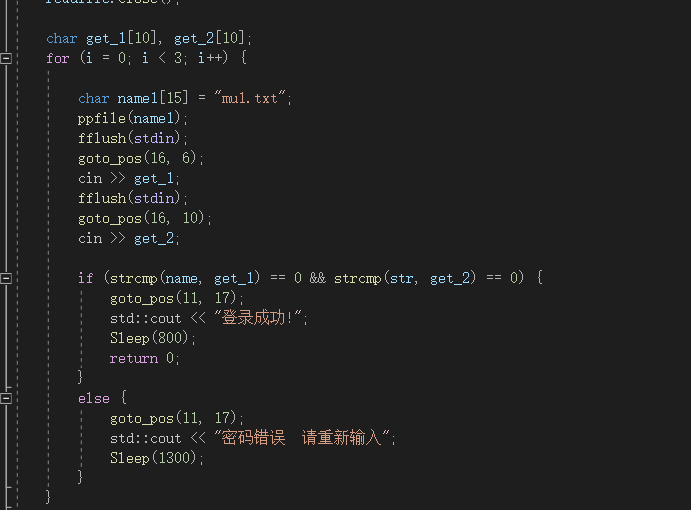 readfile.close();
char get_1[10], get_2[10];
for (i = 0; i < 3; i++) {
char name1[15] = "mu1.txt";
ppfile(name1);
fflush(stdin);
goto_pos(16, 6);
cin >> get_1;
fflush(stdin);
goto_pos(16, 10);
cin >> get_2;
if (strcmp(name, get_1) == 0 && strcmp(str, get_2) == 0) {
goto_pos(11, 17);
std::cout << "登录成功!";
Sleep(800);
return 0;
}
else {
goto_pos(11, 17);
std::cout << "密码错误  请重新输入";
Sleep(1300);
}
}